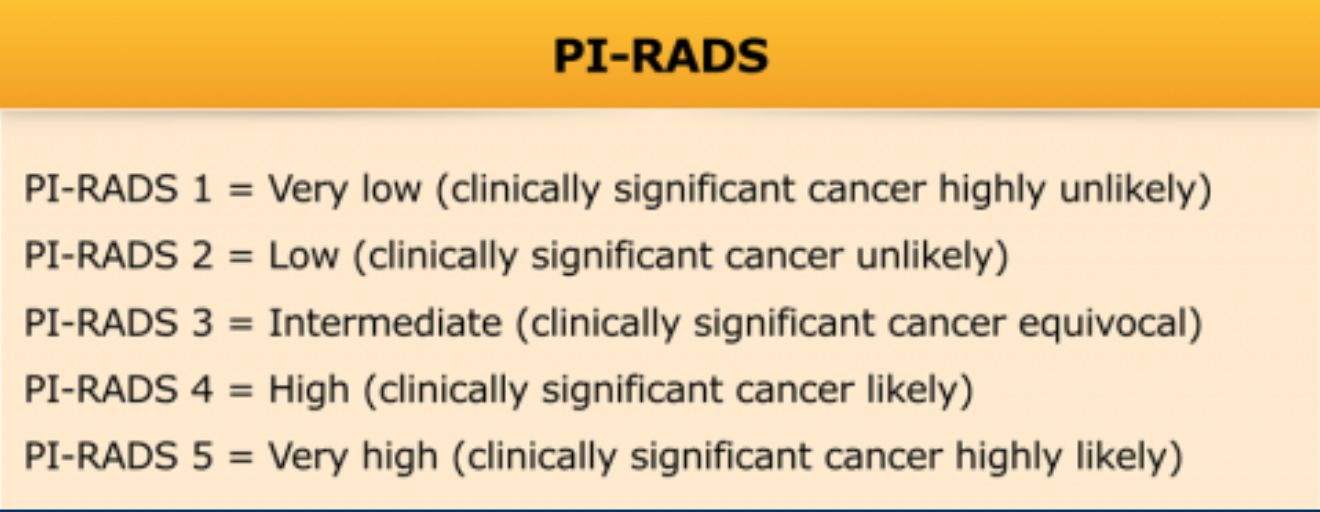 PI-RADS
PI-RADS 1 = Very low (clinically significant cancer highly unlikely)
PI-RADS 2 = Low (clinically significant cancer unlikely)
PI-RADS 3 = Intermediate (clinically significant cancer equivocal)
PI-RADS 4 = High (clinically significant cancer likely)
PI-RADS 5 = Very high (clinically significant cancer highly likely)